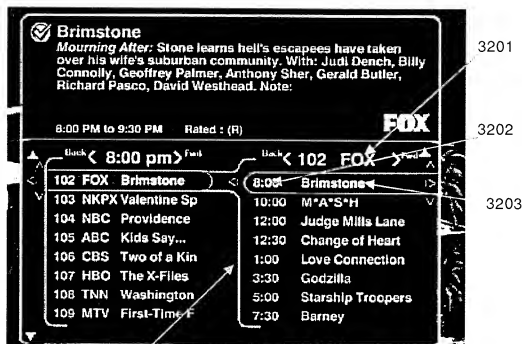 Brimstone
Mourning After: Stone learns hell's escapees have taken
over his wife's suburban community. With: Judi Dench, Billy
Connolly, Geoffrey Palmer, Anthony Sher, Gerald Butler,
Richard Pasco, David Westhead. Note:
8:00 PM to 9:30 PM Rated : (R)
FOX
Back < 8:00 pm > Fwd
102 FOX Brimstone
103 NKPX Valentine Sp
104 NBC Providence
105 ABC Kids Say...
106 CBS Two of a Kin
107 HBO The X-Files
108 TNN Washington
109 MTV First-Time F
Back < 102 FOX > Fwd
8:00 Brimstone
10:00 M*A*S*H
12:00 Judge Mills Lane
12:30 Change of Heart
1:00 Love Connection
3:30 Godzilla
5:00 Starship Troopers
7:30 Barney
3201
3202
3203